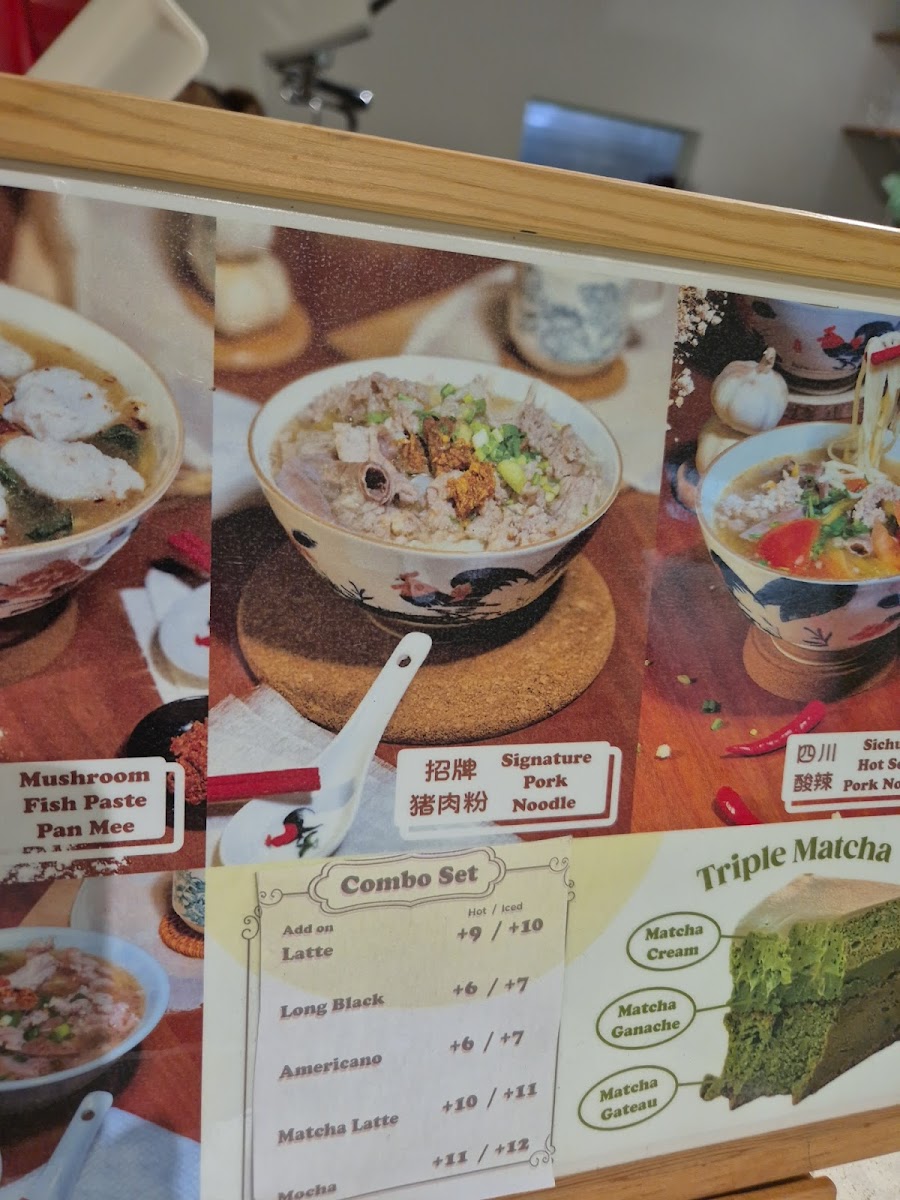 Mushroom
Fish Paste
Pan Mee
招牌
猪肉粉
Signature
Pork
Noodle
四川
酸辣
Hot
Combo Set
Hot / Iced
Add on
Latte +9 / +10
Long Black +6 / +7
Americano +6 / +7
Matcha Latte +10 / +11
Mocha +11 / +12
Triple Matcha
Matcha
Cream
Matcha
Ganache
Matcha
Gateau